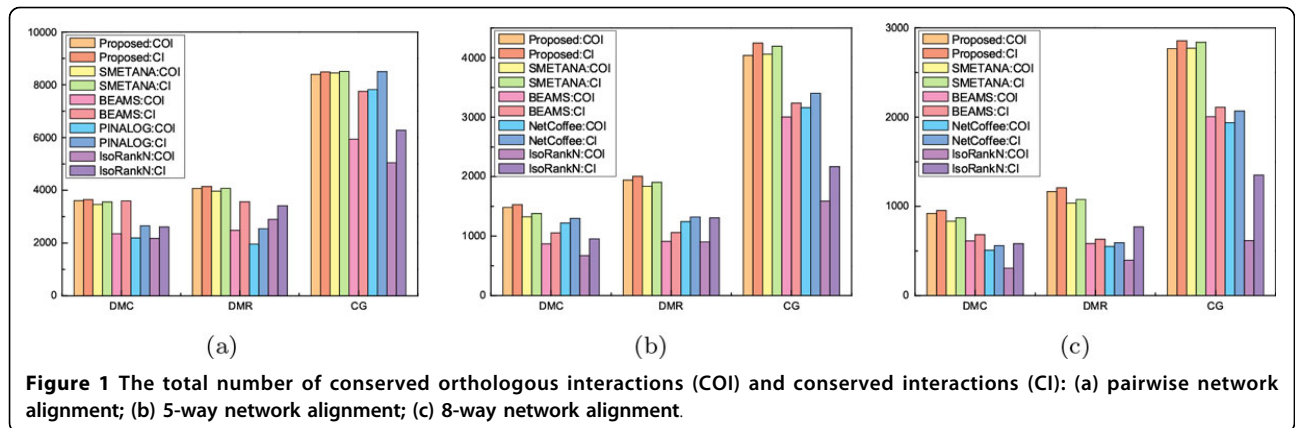 10000
8000
6000
4000
2000
0
Proposed:COI
Proposed:CI
SMETANA:COI
SMETANA:CI
BEAMS:COI
BEAMS:CI
PINALOG:COI
PINALOG:CI
IsoRankN:COI
IsoRankN:CI
DMC DMR CG
(a)
4000
3000
2000
1000
0
Proposed:COI
Proposed:CI
SMETANA:COI
SMETANA:CI
BEAMS:COI
BEAMS:CI
NetCoffee:COI
NetCoffee:CI
IsoRankN:COI
IsoRankN:CI
DMC DMR CG
(b)
3000
2000
1000
0
Proposed:COI
Proposed:CI
SMETANA:COI
SMETANA:CI
BEAMS:COI
BEAMS:CI
NetCoffee:COI
NetCoffee:CI
IsoRankN:COI
IsoRankN:CI
DMC DMR CG
(c)
Figure 1 The total number of conserved orthologous interactions (COI) and conserved interactions (CI): (a) pairwise network
alignment; (b) 5-way network alignment; (c) 8-way network alignment.